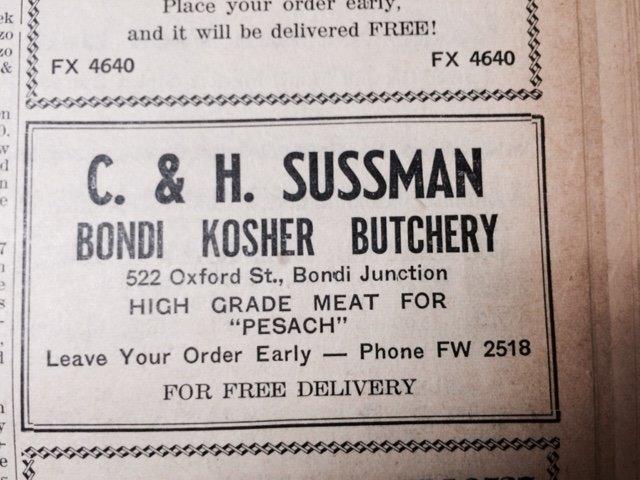 Place your order early,
and it will be delivered FREE!
FX 4640 FX 4640
C. & H. SUSSMAN
BONDI KOSHER BUTCHERY
522 Oxford St., Bondi Junction
HIGH GRADE MEAT FOR
"PESACH"
Leave Your Order Early — Phone FW 2518
FOR FREE DELIVERY